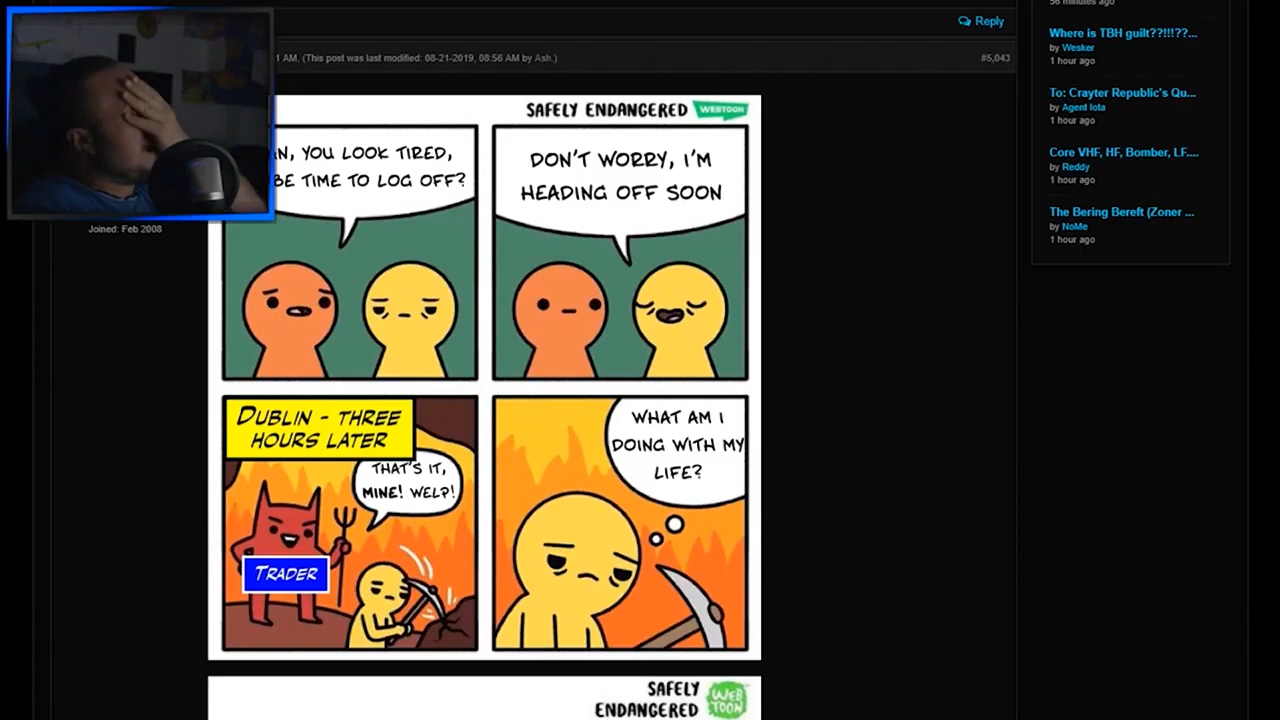 56 minutes ago
Reply
Where is TBH guilt??!!!??...
by Wesker
1 hour ago
AM, (This post was last modified: 08-21-2019, 08:56 AM by Ash.)
#5,043
To: Crayter Republic's Qu...
by Agent Iota
1 hour ago
Core VHF, HF, Bomber, LF....
by Reddy
1 hour ago
The Bering Bereft (Zoner ...
by NoMe
1 hour ago
Joined: Feb 2008
SAFELY ENDANGERED WEBTOON
YOU LOOK TIRED,
BE TIME TO LOG OFF?
DON'T WORRY, I'M
HEADING OFF SOON
DUBLIN - THREE
HOURS LATER
THAT'S IT,
MINE! WELP!
TRADER
WHAT AM I
DOING WITH MY
LIFE?
SAFELY
ENDANGERED
WEB
TOON